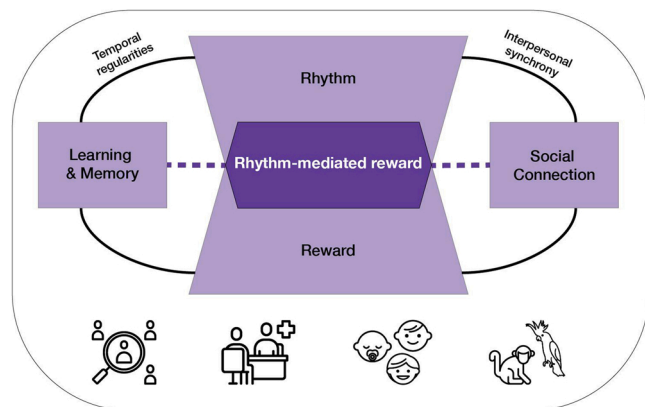 Temporal
regularities
Interpersonal
synchrony
Rhythm
Learning
& Memory
Rhythm-mediated reward
Social
Connection
Reward